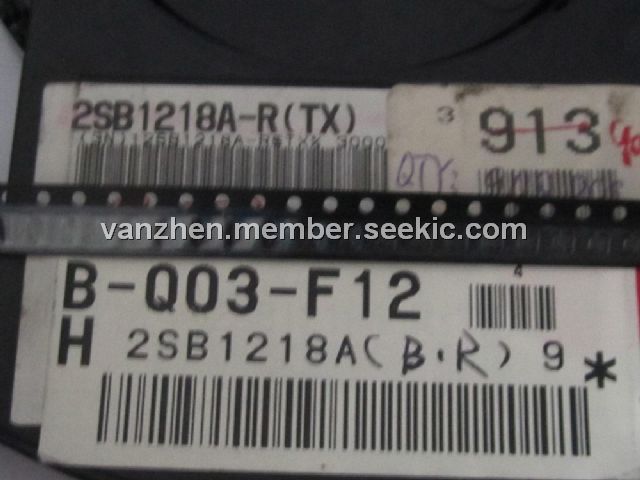 2SB1218A-R(TX)
3
913
QTY:
vanzhen.member.seekic.com
B-Q03-F12
4
H 2SB1218A(B·R) 9 *